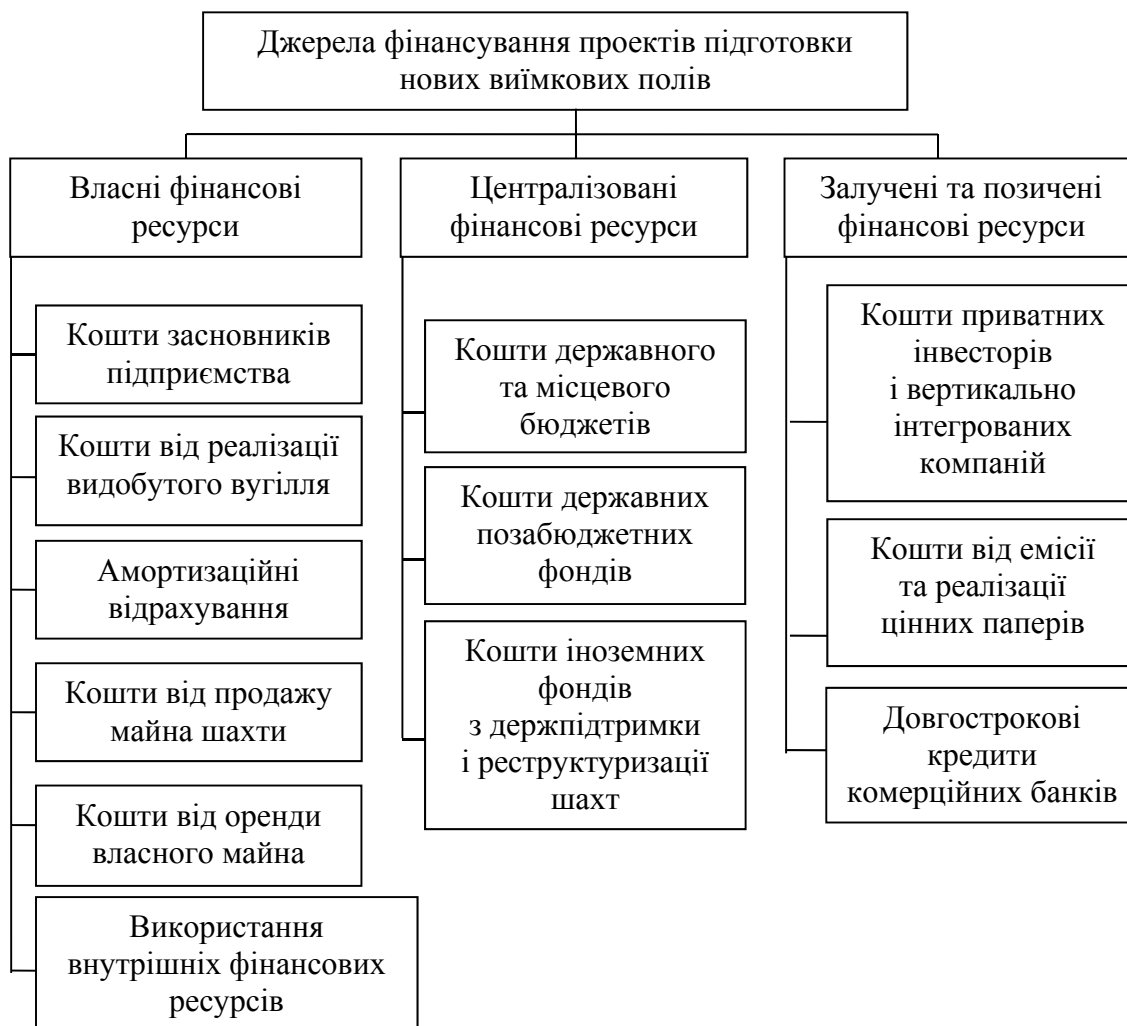 Джерела фінансування проектів підготовки
нових виїмкових полів
Власні фінансові
ресурси
Кошти засновників
підприємства
Кошти від реалізації
видобутого вугілля
Амортизаційні
відрахування
Кошти від продажу
майна шахти
Кошти від оренди
власного майна
Використання
внутрішніх фінансових
ресурсів
Централізовані
фінансові ресурси
Кошти державного
та місцевого
бюджетів
Кошти державних
позабюджетних
фондів
Кошти іноземних
фондів
з держпідтримки
і реструктуризації
шахт
Залучені та позичені
фінансові ресурси
Кошти приватних
інвесторів
і вертикально
інтегрованих
компаній
Кошти від емісії
та реалізації
цінних паперів
Довгострокові
кредити
комерційних банків